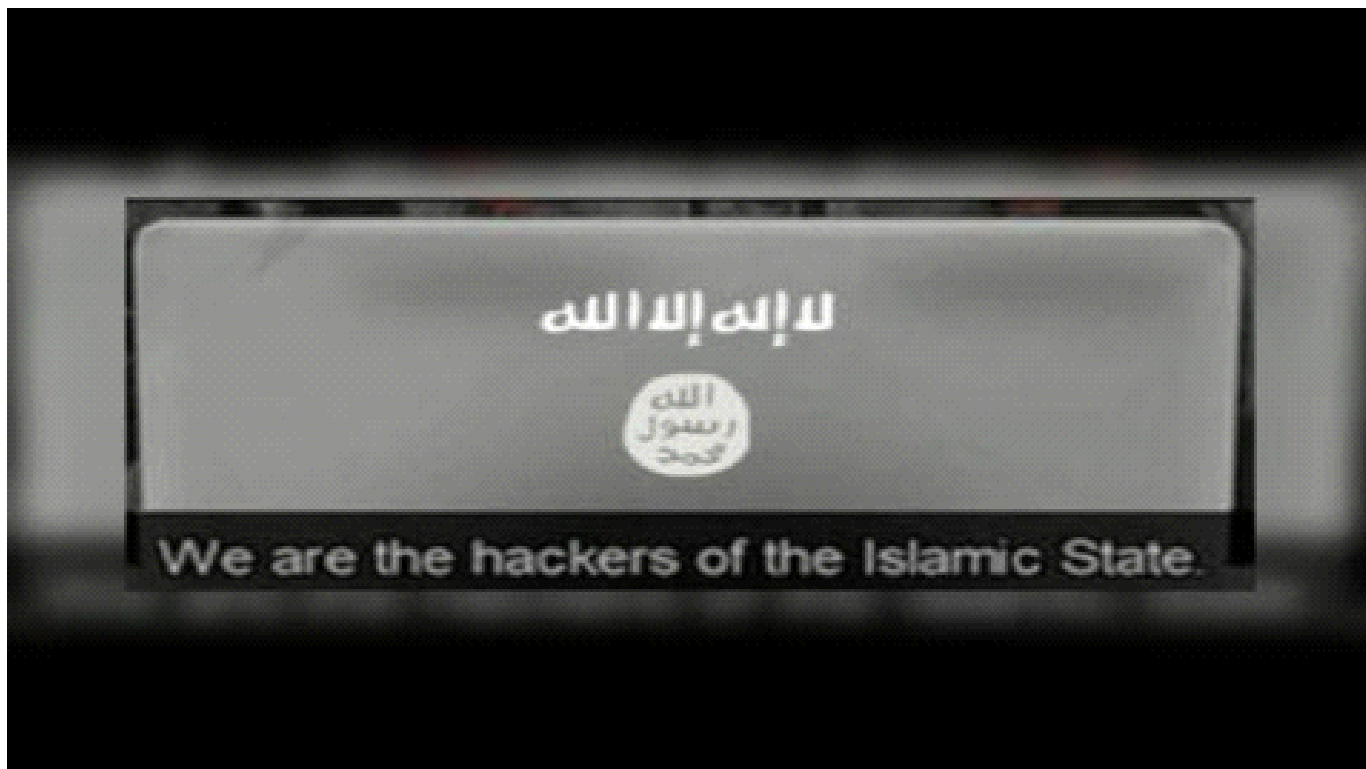 لا إله إلا الله
الله
رسول
محمد
We are the hackers of the Islamic State.